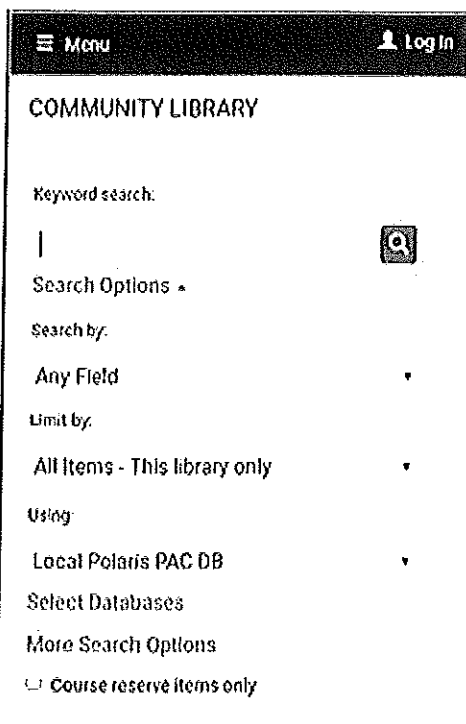 Menu
Log In
COMMUNITY LIBRARY
Keyword search:
Search Options
Search by:
Any Field
Limit by:
All Items - This library only
Using:
Local Polaris PAC DB
Select Databases
More Search Options
Course reserve items only